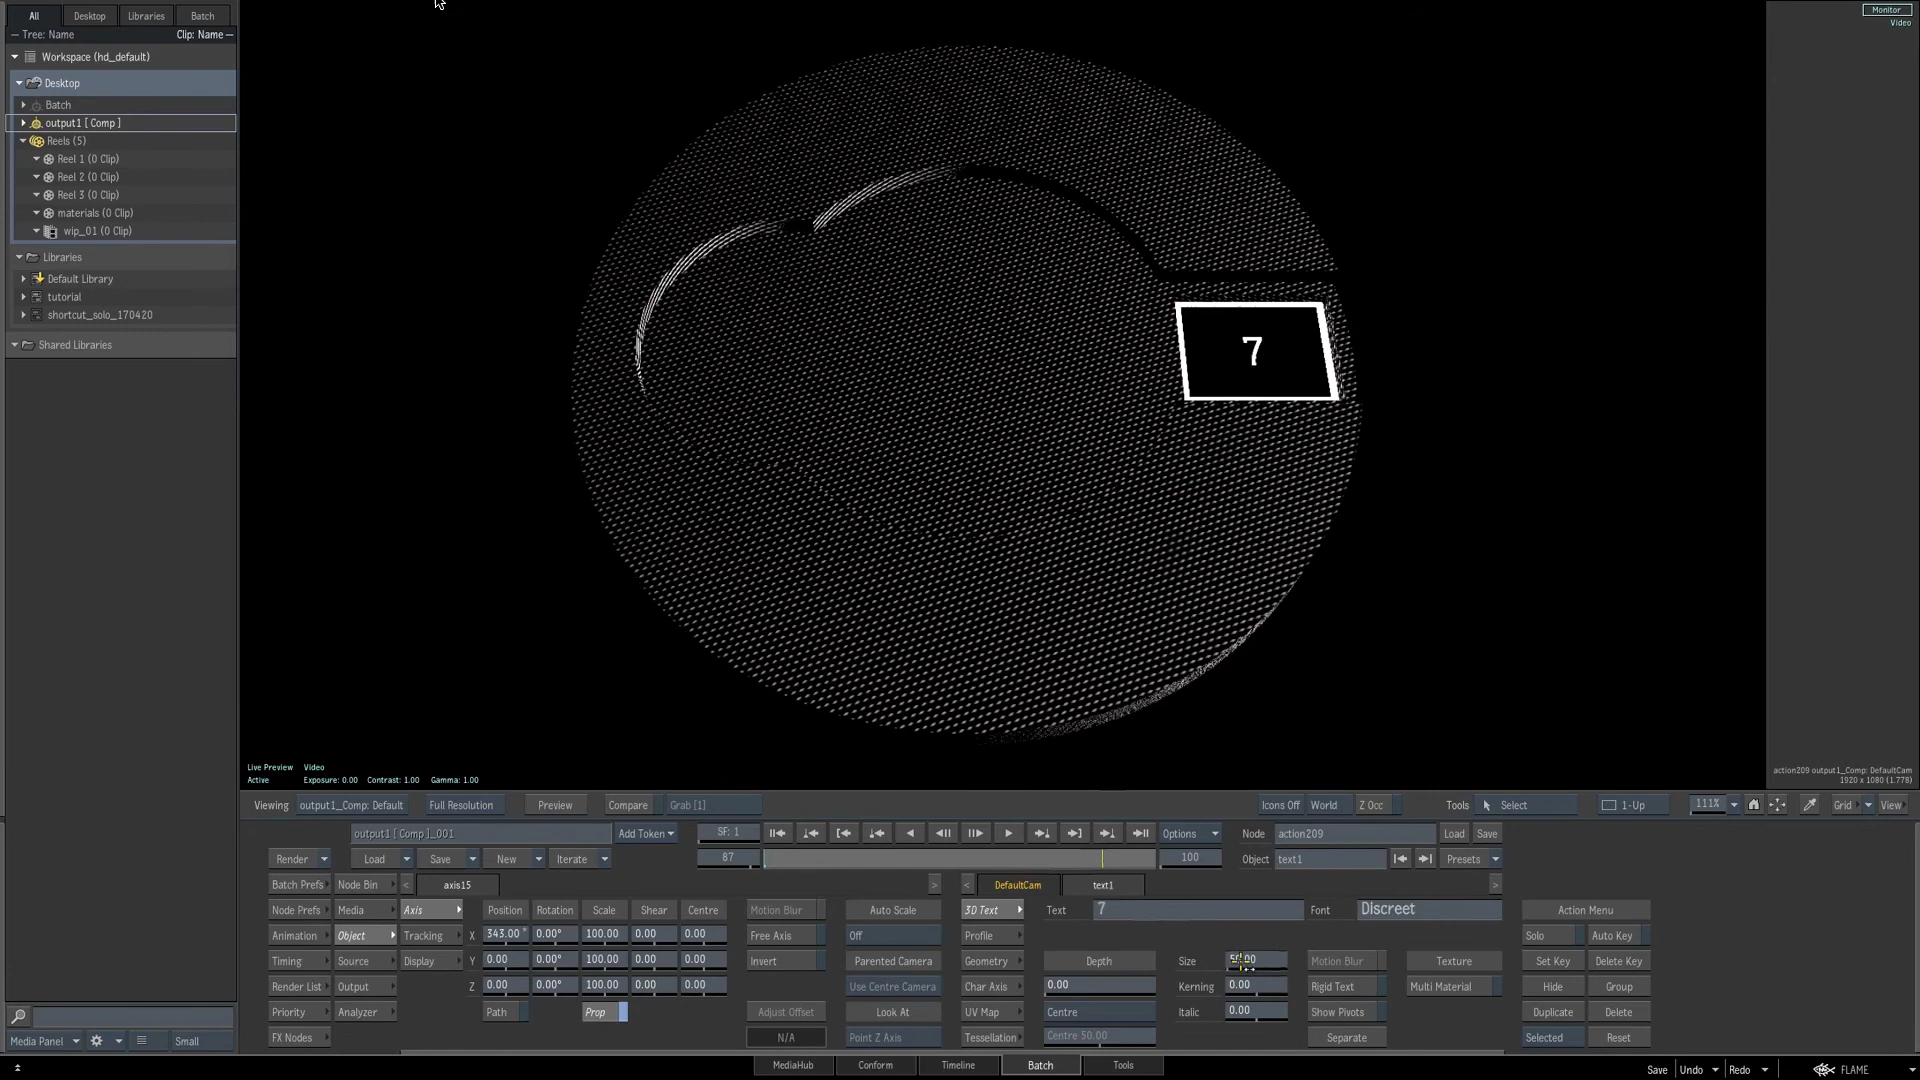 All Desktop Libraries Batch
Tree: Name Clip: Name
Workspace (hd_default)
Desktop
Batch
output1 [ Comp ]
Reels (5)
Reel 1 (0 Clip)
Reel 2 (0 Clip)
Reel 3 (0 Clip)
materials (0 Clip)
wip_01 (0 Clip)
Libraries
Default Library
tutorial
shortcut_solo_170420
Shared Libraries
Media Panel Small
Monitor
Video
7
Live Preview Video
Active Exposure: 0.00 Contrast: 1.00 Gamma: 1.00
action209 output1_Comp: DefaultCam
1920 x 1080 (1.778)
Viewing output1_Comp: Default Full Resolution Preview Compare Grab [1] Icons Off World Z Occ Tools Select 1-Up 111% Grid View
output1 [ Comp ]_001 Add Token SF: 1 Options Node action209 Load Save
Render Load Save New Iterate 87 100 Object text1 Presets
Batch Prefs Node Bin < axis15 > < DefaultCam text1 >
Node Prefs Media Axis Position Rotation Scale Shear Centre Motion Blur Auto Scale 3D Text Text 7 Font Discreet Action Menu
Animation Object Tracking X 343.00 0.00° 100.00 0.00 0.00 Free Axis Off Profile Solo Auto Key
Timing Source Display Y 0.00 0.00° 100.00 0.00 0.00 Invert Parented Camera Geometry Depth Size Motion Blur Texture Set Key Delete Key
Render List Output Z 0.00 0.00° 100.00 0.00 0.00 Use Centre Camera Char Axis 0.00 Kerning 0.00 Rigid Text Multi Material Hide Group
Priority Analyzer Path Prop Adjust Offset Look At UV Map Centre Italic 0.00 Show Pivots Duplicate Delete
FX Nodes N/A Point Z Axis Tessellation Centre 50.00 Separate Selected Reset
MediaHub Conform Timeline Batch Tools Save Undo Redo FLAME